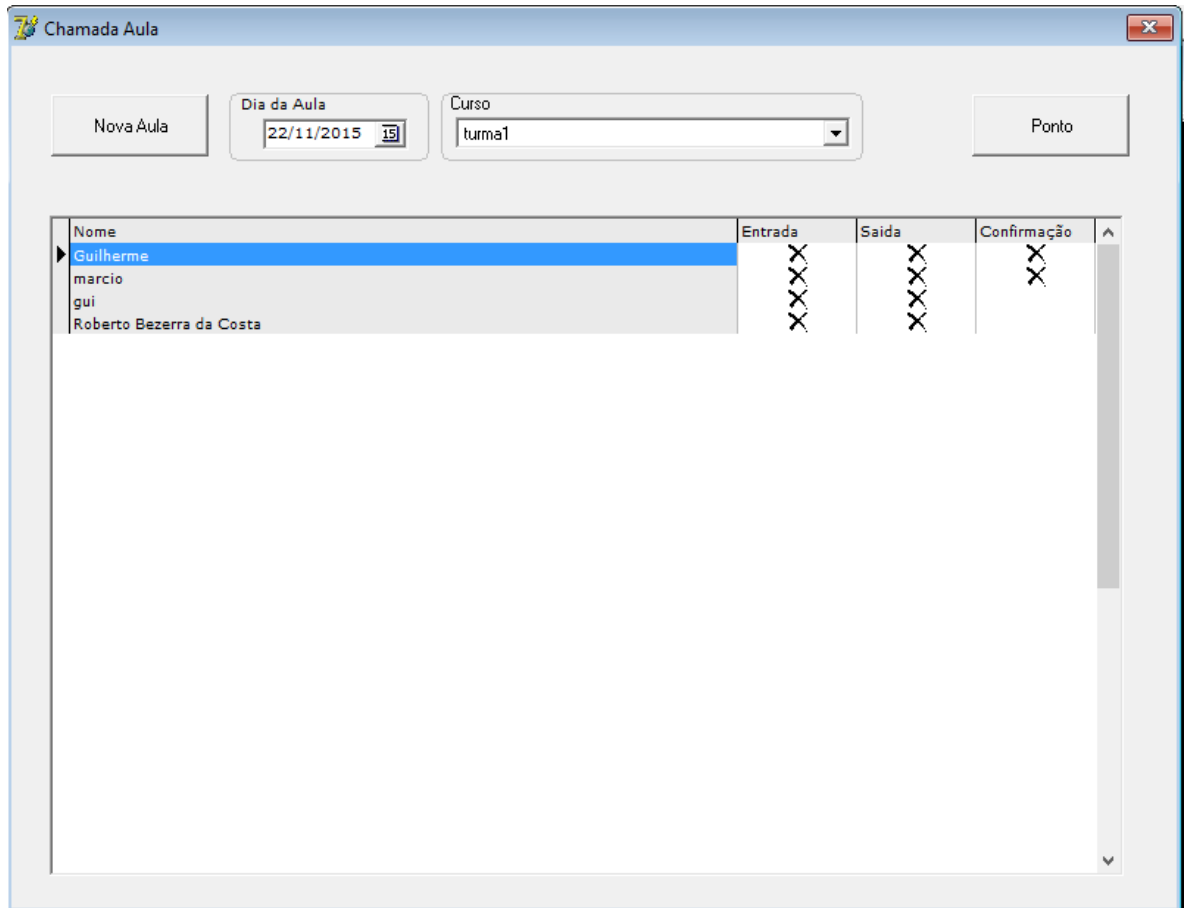 Chamada Aula
Nova Aula
Dia da Aula
22/11/2015 15
Curso
turma1
Ponto
Nome Entrada Saida Confirmação
Guilherme X X X
marcio X X X
gui X X
Roberto Bezerra da Costa X X